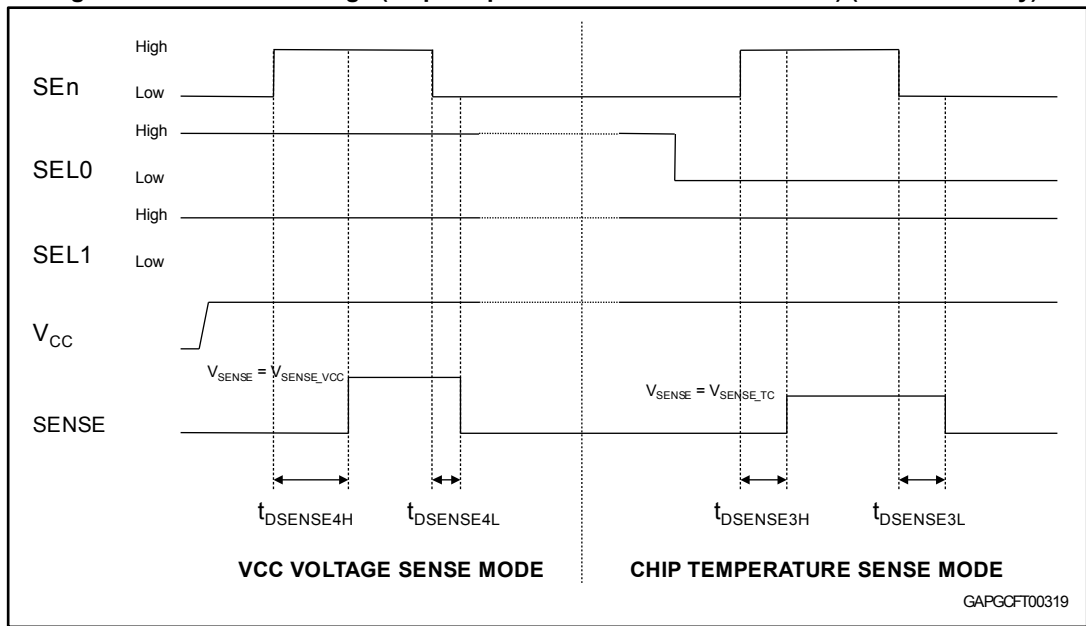 High
SEn
Low
High
SEL0
Low
High
SEL1
Low
VCC
VSENSE = VSENSE_VCC
VSENSE = VSENSE_TC
SENSE
tDSENSE4H tDSENSE4L tDSENSE3H tDSENSE3L
VCC VOLTAGE SENSE MODE CHIP TEMPERATURE SENSE MODE
GAPGCFT00319